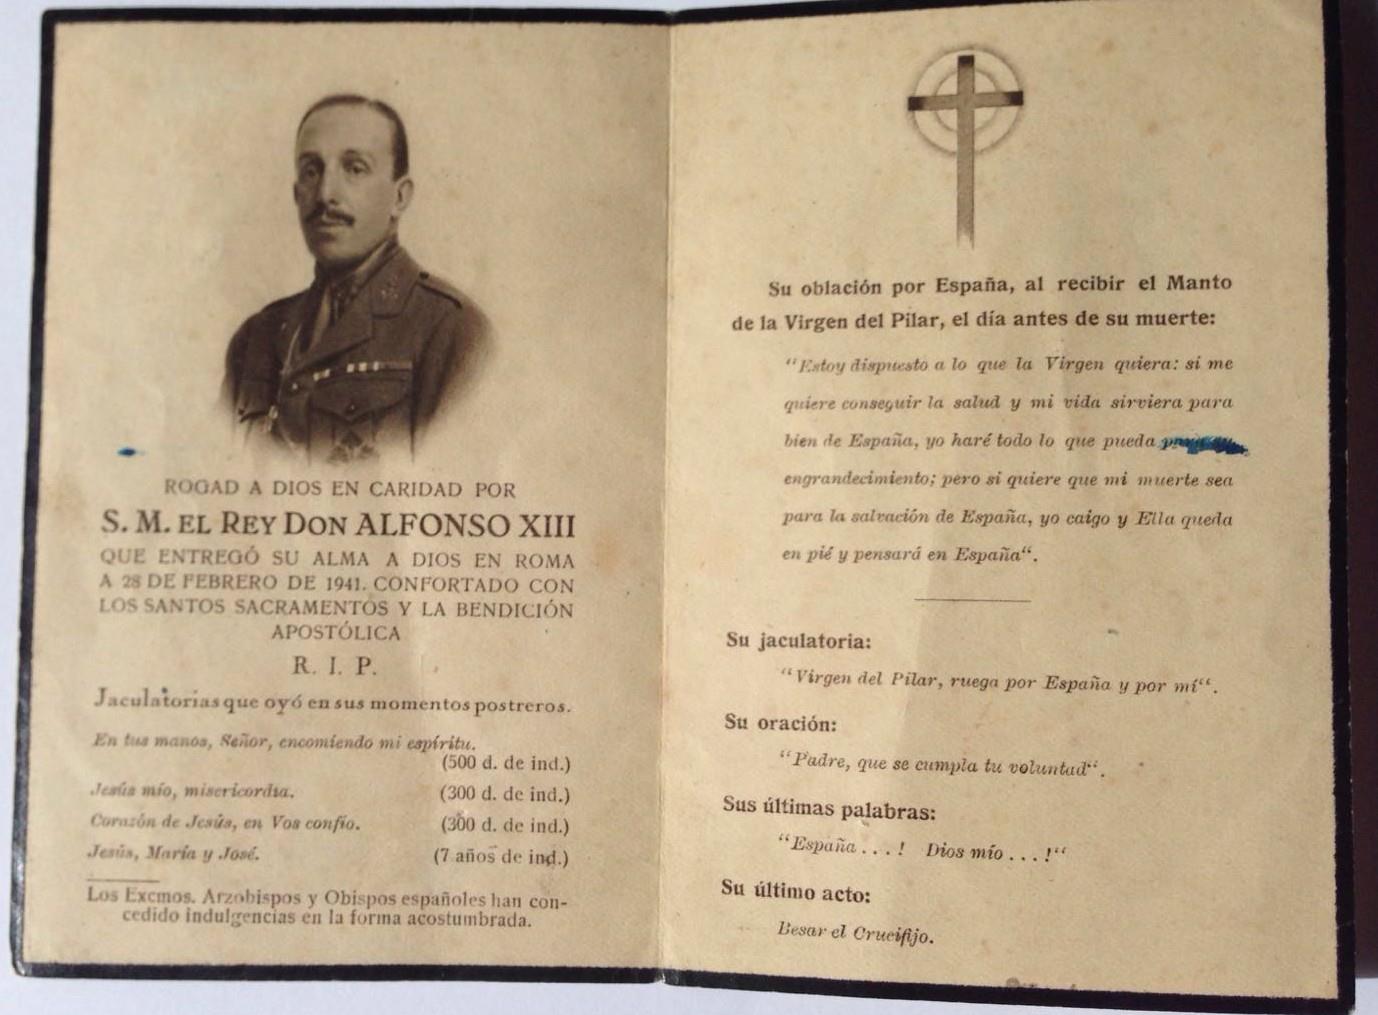 ROGAD A DIOS EN CARIDAD POR
S. M. EL REY DON ALFONSO XIII
QUE ENTREGÓ SU ALMA A DIOS EN ROMA
A 28 DE FEBRERO DE 1941. CONFORTADO CON
LOS SANTOS SACRAMENTOS Y LA BENDICIÓN
APOSTÓLICA
R. I. P.
Jaculatorias que oyó en sus momentos postreros.
En tus manos, Señor, encomiendo mi espíritu.
(500 d. de ind.)
Jesús mío, misericordia. (300 d. de ind.)
Corazón de Jesús, en Vos confío. (300 d. de ind.)
Jesús, María y José. (7 años de ind.)
Los Excmos. Arzobispos y Obispos españoles han con-
cedido indulgencias en la forma acostumbrada.
Su oblación por España, al recibir el Manto
de la Virgen del Pilar, el día antes de su muerte:
“Estoy dispuesto a lo que la Virgen quiera: si me
quiere conseguir la salud y mi vida sirviera para
bien de España, yo haré todo lo que pueda
engrandecimiento; pero si quiere que mi muerte sea
para la salvación de España, yo caigo y Ella queda
en pié y pensará en España“.
Su jaculatoria:
“Virgen del Pilar, ruega por España y por mí“.
Su oración:
“Padre, que se cumpla tu voluntad“.
Sus últimas palabras:
“España . . . ! Dios mío . . . !“
Su último acto:
Besar el Crucifijo.